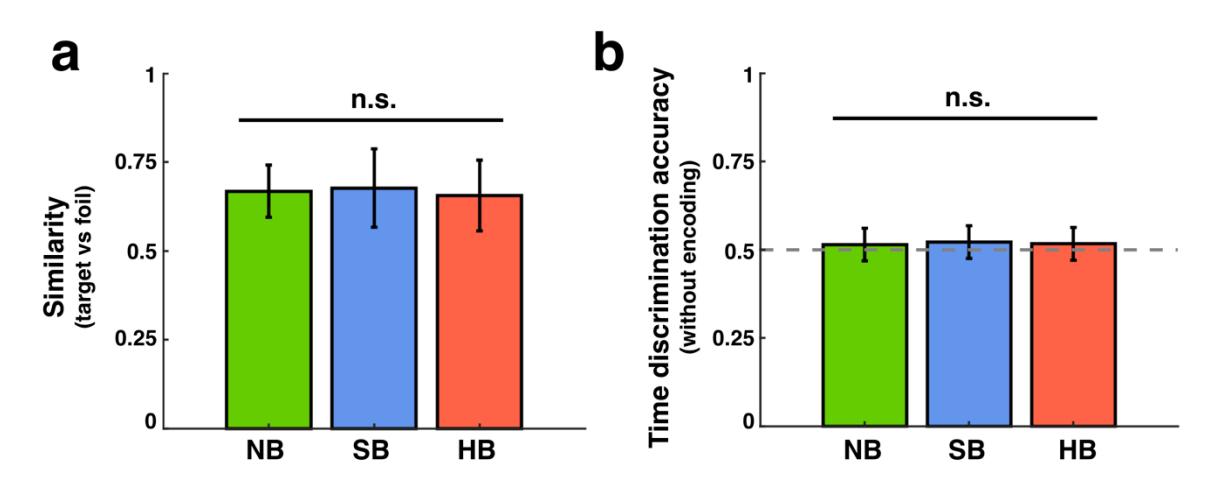 a
Similarity
(target vs foil)
1
0.75
0.5
0.25
0
n.s.
NB SB HB
b
Time discrimination accuracy
(without encoding)
1
0.75
0.5
0.25
0
n.s.
NB SB HB